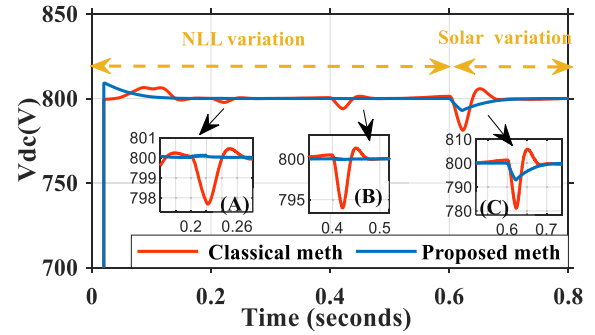 850
NLL variation
Solar variation
800
Vdc(V)
801
800
799
798
(A)
0.2
0.26
800
795
(B)
0.4
0.5
800
790
780
(C)
0.6
0.7
750
Classical meth
Proposed meth
700
0
0.2
0.4
0.6
0.8
Time (seconds)